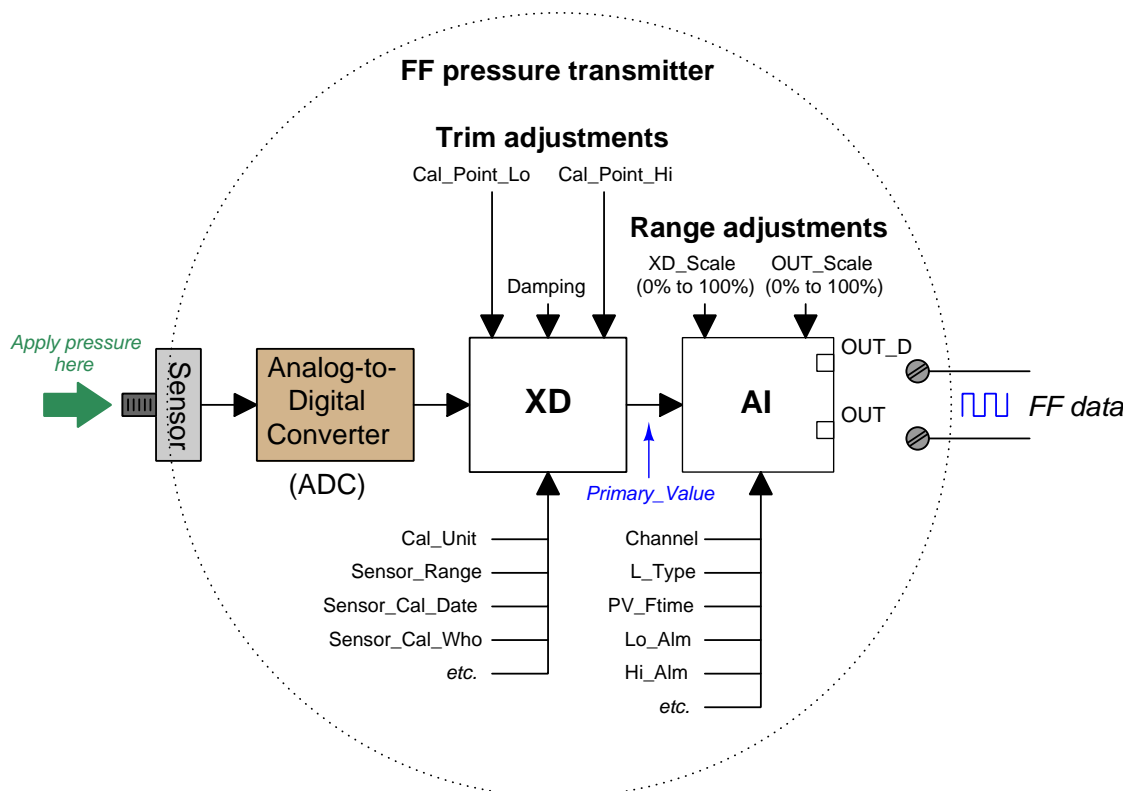 FF pressure transmitter
Trim adjustments
Cal_Point_Lo
Cal_Point_Hi
Range adjustments
XD_Scale
(0% to 100%)
OUT_Scale
(0% to 100%)
Damping
Apply pressure
here
Sensor
Analog-to-
Digital
Converter
(ADC)
XD
AI
OUT_D
OUT
FF data
Primary_Value
Cal_Unit
Sensor_Range
Sensor_Cal_Date
Sensor_Cal_Who
etc.
Channel
L_Type
PV_Ftime
Lo_Alm
Hi_Alm
etc.